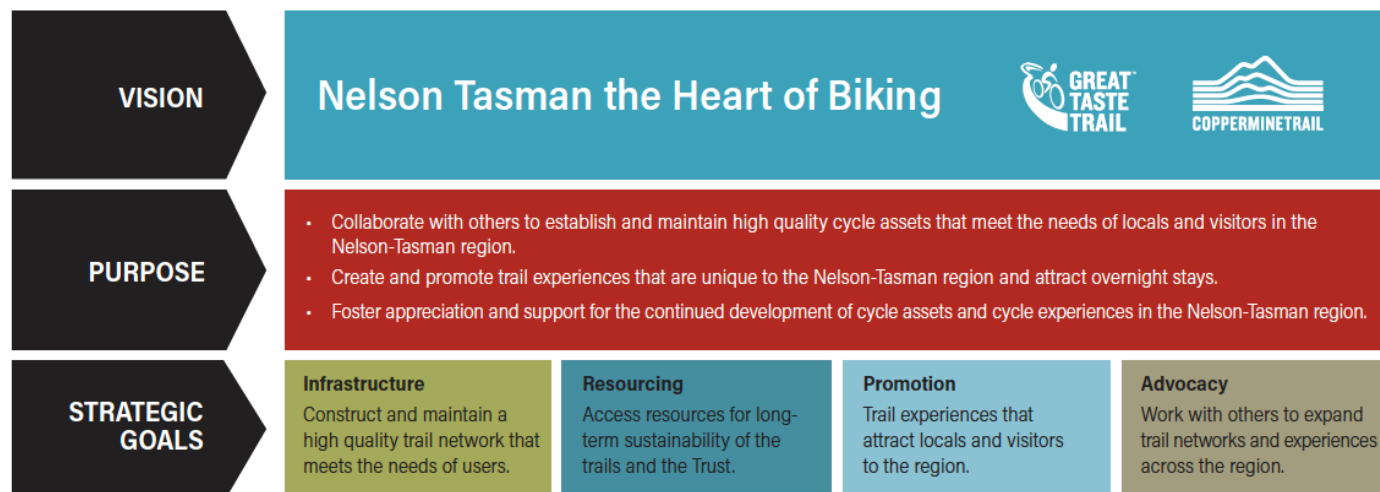 VISION
Nelson Tasman the Heart of Biking
GREAT™
TASTE
TRAIL
COPPERMINETRAIL
PURPOSE
• Collaborate with others to establish and maintain high quality cycle assets that meet the needs of locals and visitors in the
Nelson-Tasman region.
• Create and promote trail experiences that are unique to the Nelson-Tasman region and attract overnight stays.
• Foster appreciation and support for the continued development of cycle assets and cycle experiences in the Nelson-Tasman region.
STRATEGIC
GOALS
Infrastructure
Construct and maintain a
high quality trail network that
meets the needs of users.
Resourcing
Access resources for long-
term sustainability of the
trails and the Trust.
Promotion
Trail experiences that
attract locals and visitors
to the region.
Advocacy
Work with others to expand
trail networks and experiences
across the region.